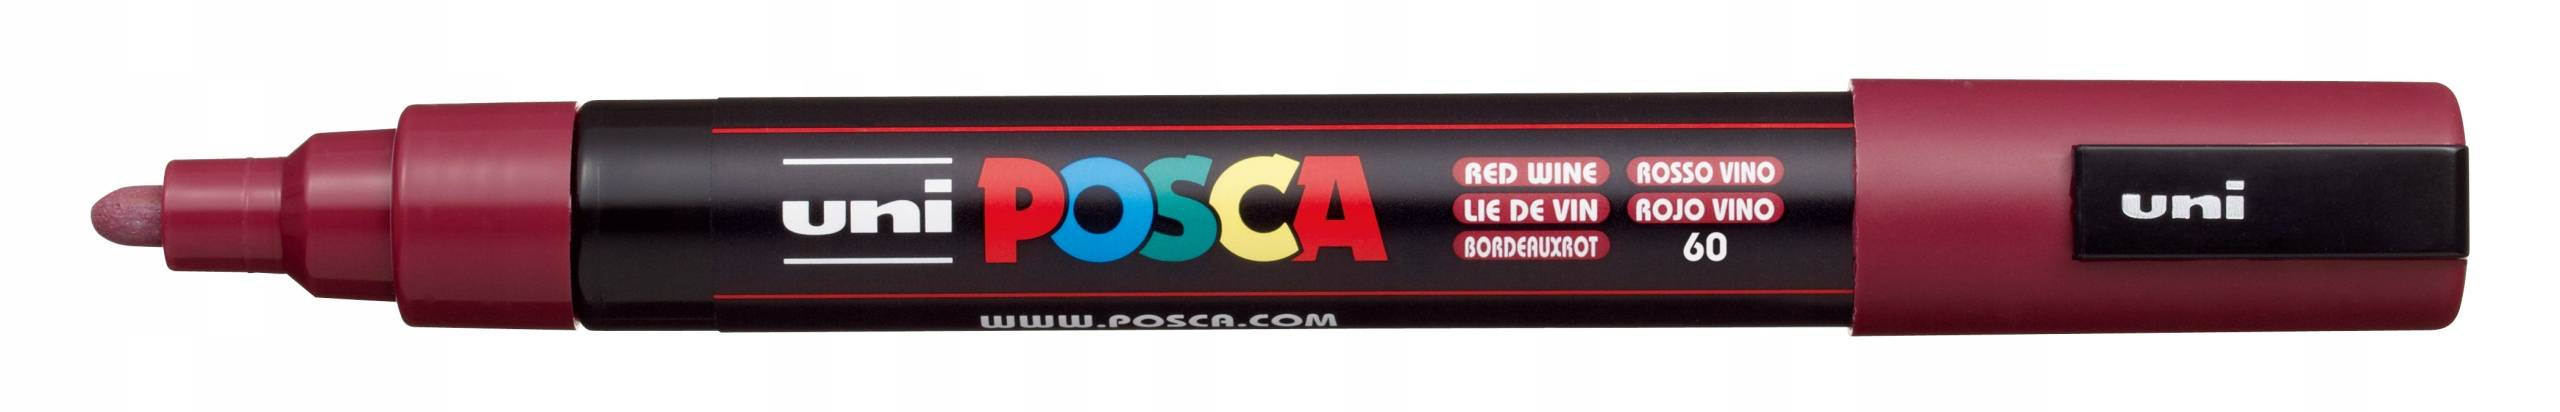 uni POSCA
RED WINE ROSSO VINO
LIE DE VIN ROJO VINO
BORDEAUXROT 60
WWW.POSCA.COM
uni